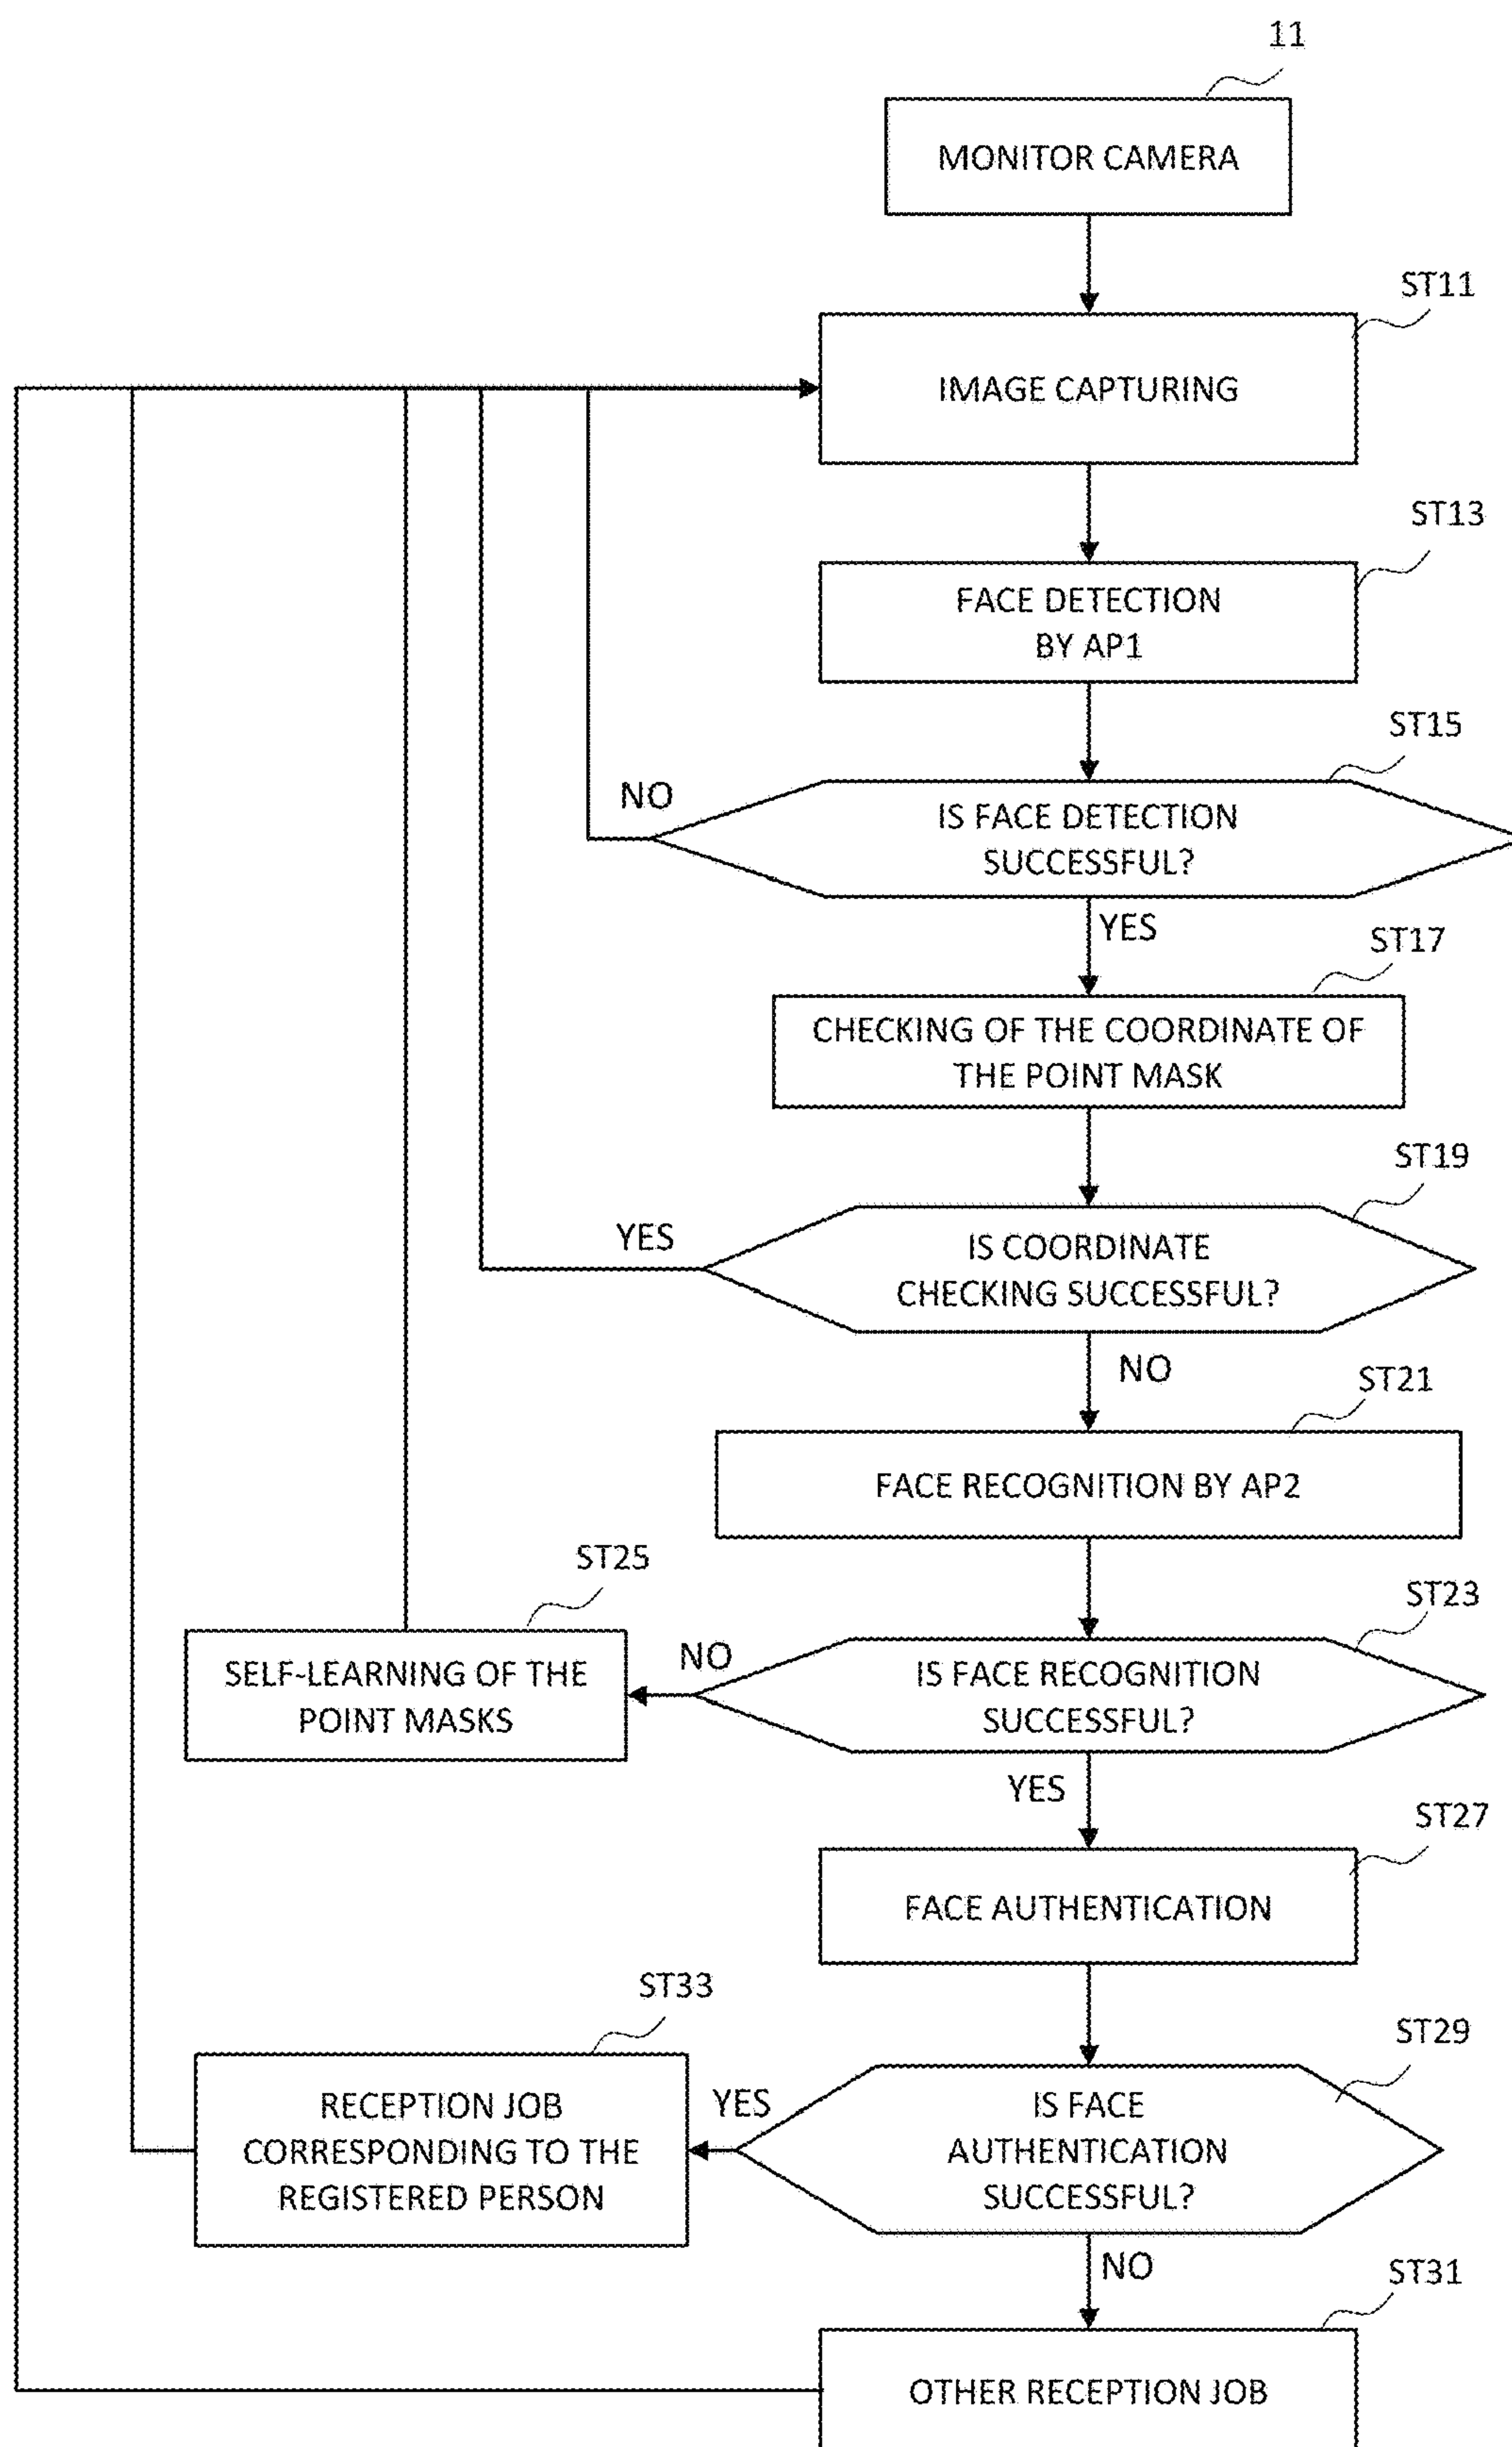 11
MONITOR CAMERA
ST11
IMAGE CAPTURING
ST13
FACE DETECTION
BY AP1
ST15
NO
IS FACE DETECTION
SUCCESSFUL?
YES
ST17
CHECKING OF THE COORDINATE OF
THE POINT MASK
ST19
YES
IS COORDINATE
CHECKING SUCCESSFUL?
NO
ST21
FACE RECOGNITION BY AP2
ST25
ST23
SELF-LEARNING OF THE
POINT MASKS
NO
IS FACE RECOGNITION
SUCCESSFUL?
YES
ST27
FACE AUTHENTICATION
ST33
ST29
RECEPTION JOB
CORRESPONDING TO THE
REGISTERED PERSON
YES
IS FACE
AUTHENTICATION
SUCCESSFUL?
NO
ST31
OTHER RECEPTION JOB